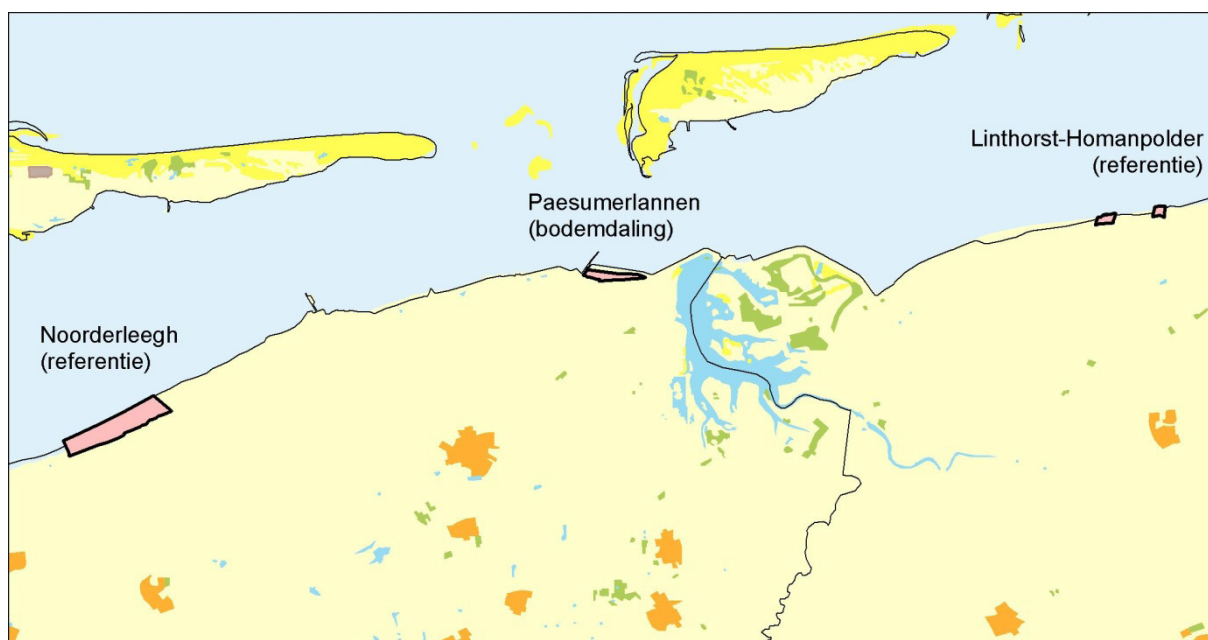 Linthorst-Homanpolder
(referentie)
Paesumerlannen
(bodemdaling)
Noorderleegh
(referentie)